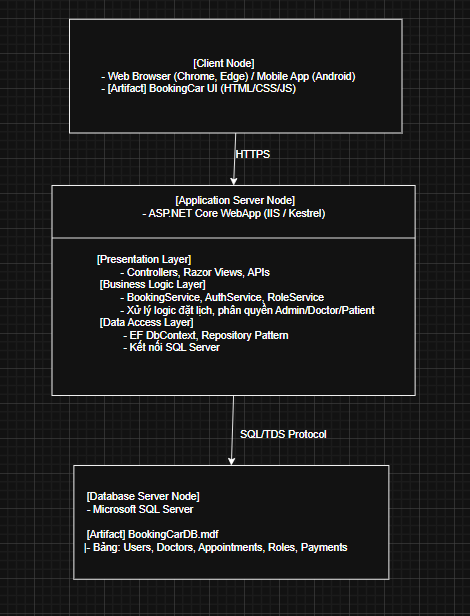 [Client Node]
- Web Browser (Chrome, Edge) / Mobile App (Android)
- [Artifact] BookingCar UI (HTML/CSS/JS)
HTTPS
[Application Server Node]
- ASP.NET Core WebApp (IIS / Kestrel)
[Presentation Layer]
- Controllers, Razor Views, APIs
[Business Logic Layer]
- BookingService, AuthService, RoleService
- Xử lý logic đặt lịch, phân quyền Admin/Doctor/Patient
[Data Access Layer]
- EF DbContext, Repository Pattern
- Kết nối SQL Server
SQL/TDS Protocol
[Database Server Node]
- Microsoft SQL Server
[Artifact] BookingCarDB.mdf
|- Bảng: Users, Doctors, Appointments, Roles, Payments